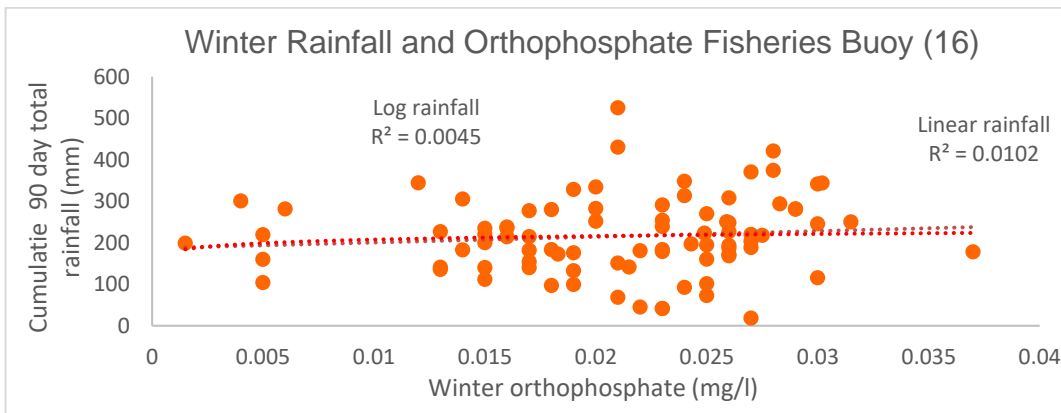 Winter Rainfall and Orthophosphate Fisheries Buoy (16)
Cumulatie 90 day total
rainfall (mm)
600
500
400
300
200
100
0
Log rainfall
R² = 0.0045
Linear rainfall
R² = 0.0102
0 0.005 0.01 0.015 0.02 0.025 0.03 0.035 0.04
Winter orthophosphate (mg/l)